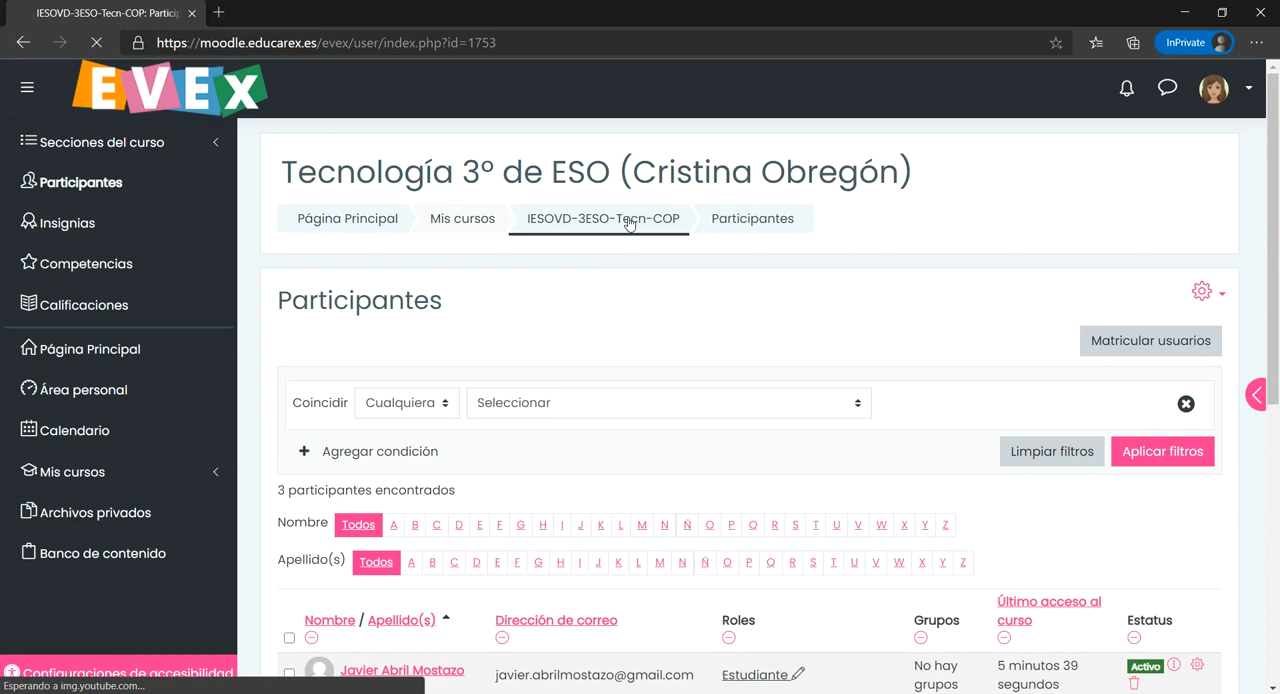 IESOVD-3ESO-Tecn-COP: Partici
https://moodle.educarex.es/evex/user/index.php?id=1753
InPrivate
EVEX
Secciones del curso
Participantes
Insignias
Competencias
Calificaciones
Página Principal
Área personal
Calendario
Mis cursos
Archivos privados
Banco de contenido
Configuraciones de accesibilidad
Esperando a img.youtube.com...
Tecnología 3º de ESO (Cristina Obregón)
Página Principal Mis cursos IESOVD-3ESO-Tecn-COP Participantes
Participantes
Matricular usuarios
Coincidir Cualquiera Seleccionar
+ Agregar condición Limpiar filtros Aplicar filtros
3 participantes encontrados
Nombre Todos A B C D E F G H I J K L M N Ñ O P Q R S T U V W X Y Z
Apellido(s) Todos A B C D E F G H I J K L M N Ñ O P Q R S T U V W X Y Z
Nombre / Apellido(s) Dirección de correo Roles Grupos Último acceso al curso Estatus
Javier Abril Mostazo javier.abrilmostazo@gmail.com Estudiante No hay grupos 5 minutos 39 segundos Activo